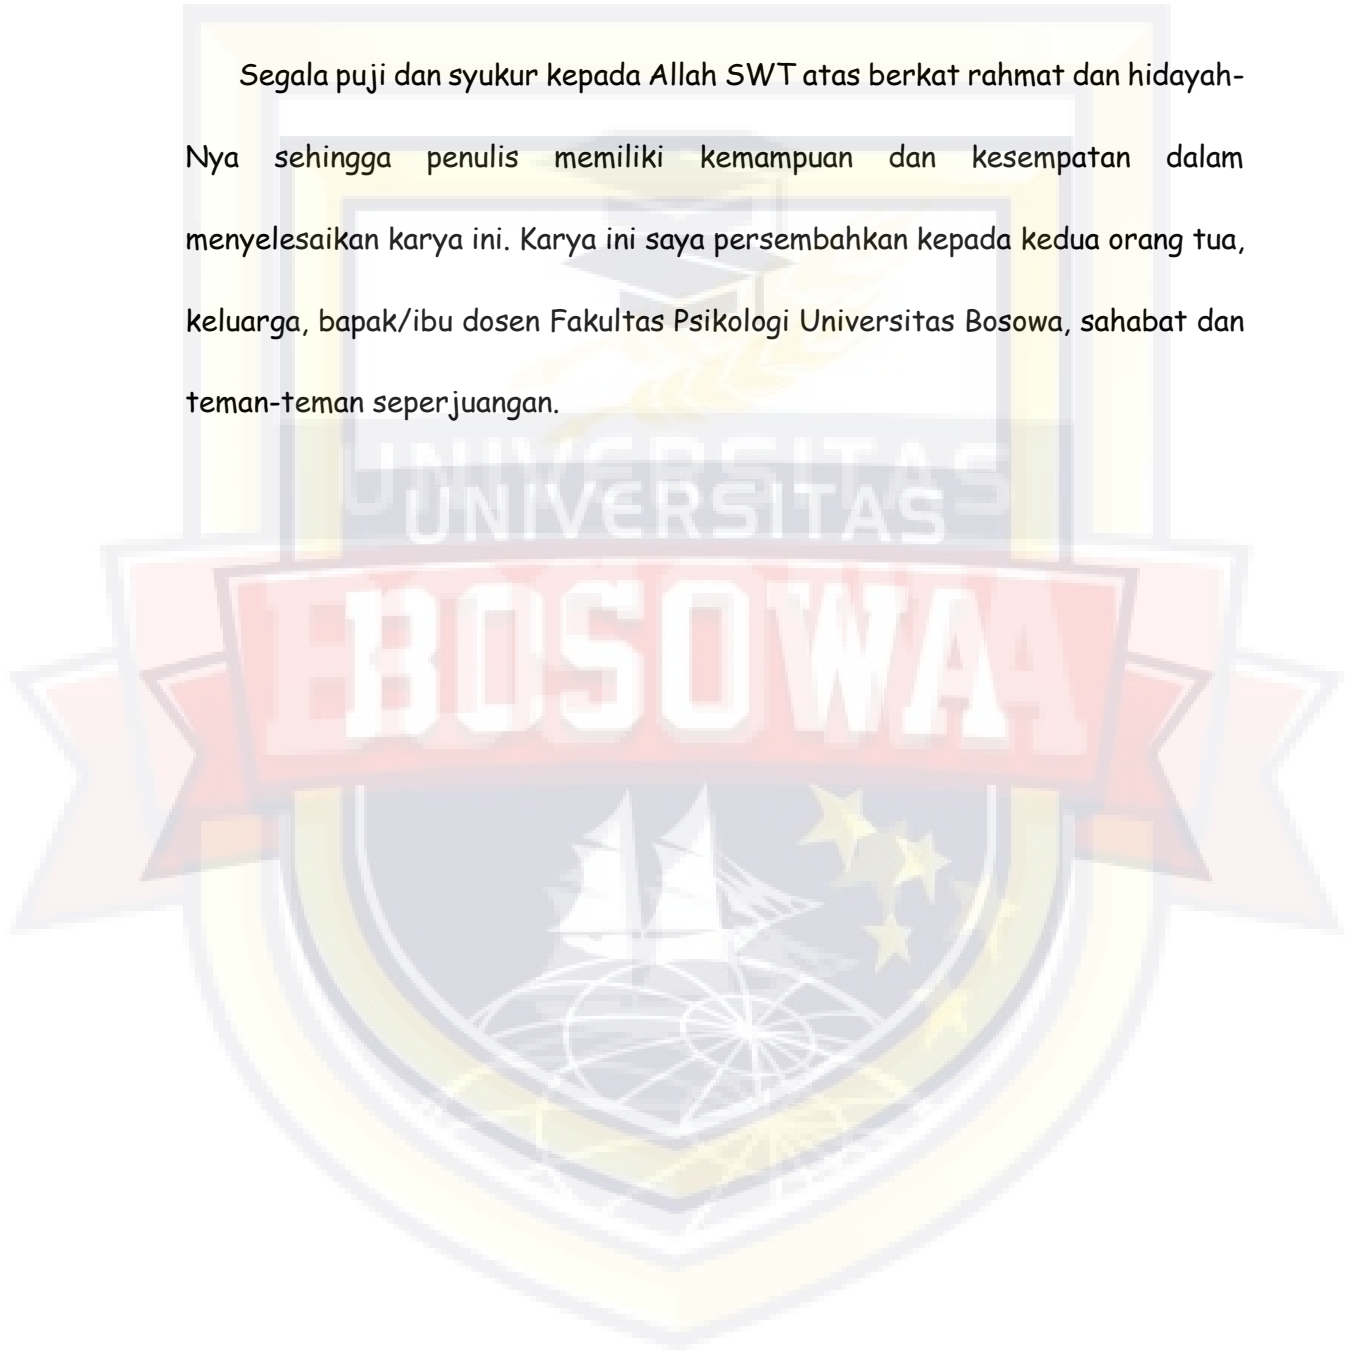 Segala puji dan syukur kepada Allah SWT atas berkat rahmat dan hidayah-
Nya sehingga penulis memiliki kemampuan dan kesempatan dalam
menyelesaikan karya ini. Karya ini saya persembahkan kepada kedua orang tua,
keluarga, bapak/ibu dosen Fakultas Psikologi Universitas Bosowa, sahabat dan
teman-teman seperjuangan.
UNIVERSITAS
UNIVERSITAS
BOSOWA
BOSOWA